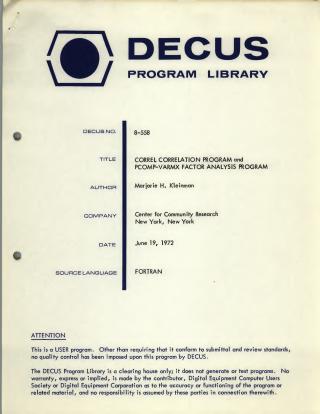 DECUS
PROGRAM LIBRARY
DECUS NO.
8-558
TITLE
CORREL CORRELATION PROGRAM and
PCOMP-VARMX FACTOR ANALYSIS PROGRAM
AUTHOR
Marjorie H. Kleinman
COMPANY
Center for Community Research
New York, New York
DATE
June 19, 1972
SOURCE LANGUAGE
FORTRAN
ATTENTION
This is a USER program. Other than requiring that it conform to submittal and review standards,
no quality control has been imposed upon this program by DECUS.
The DECUS Program Library is a clearing house only; it does not generate or test programs. No
warranty, express or implied, is made by the contributor, Digital Equipment Computer Users
Society or Digital Equipment Corporation as to the accuracy or functioning of the program or
related material, and no responsibility is assumed by these parties in connection therewith.